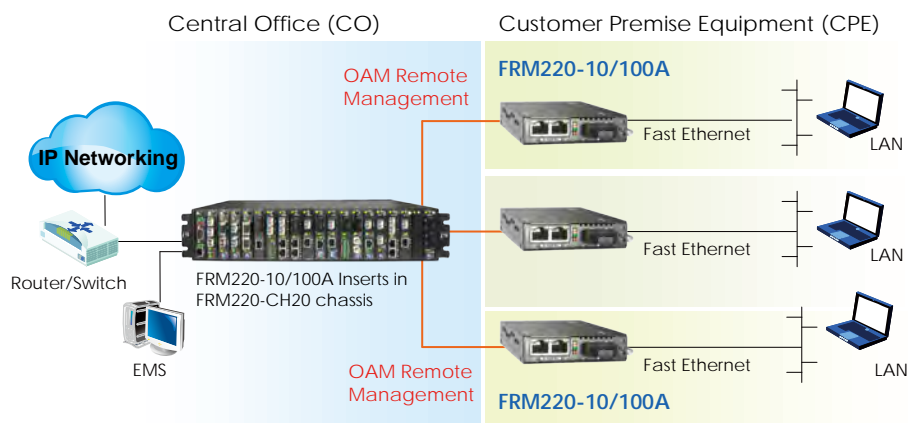 Central Office (CO)
Customer Premise Equipment (CPE)
OAM Remote
Management
FRM220-10/100A
IP Networking
Fast Ethernet
LAN
Router/Switch
FRM220-10/100A Inserts in
FRM220-CH20 chassis
Fast Ethernet
LAN
EMS
OAM Remote
Management
Fast Ethernet
LAN
FRM220-10/100A